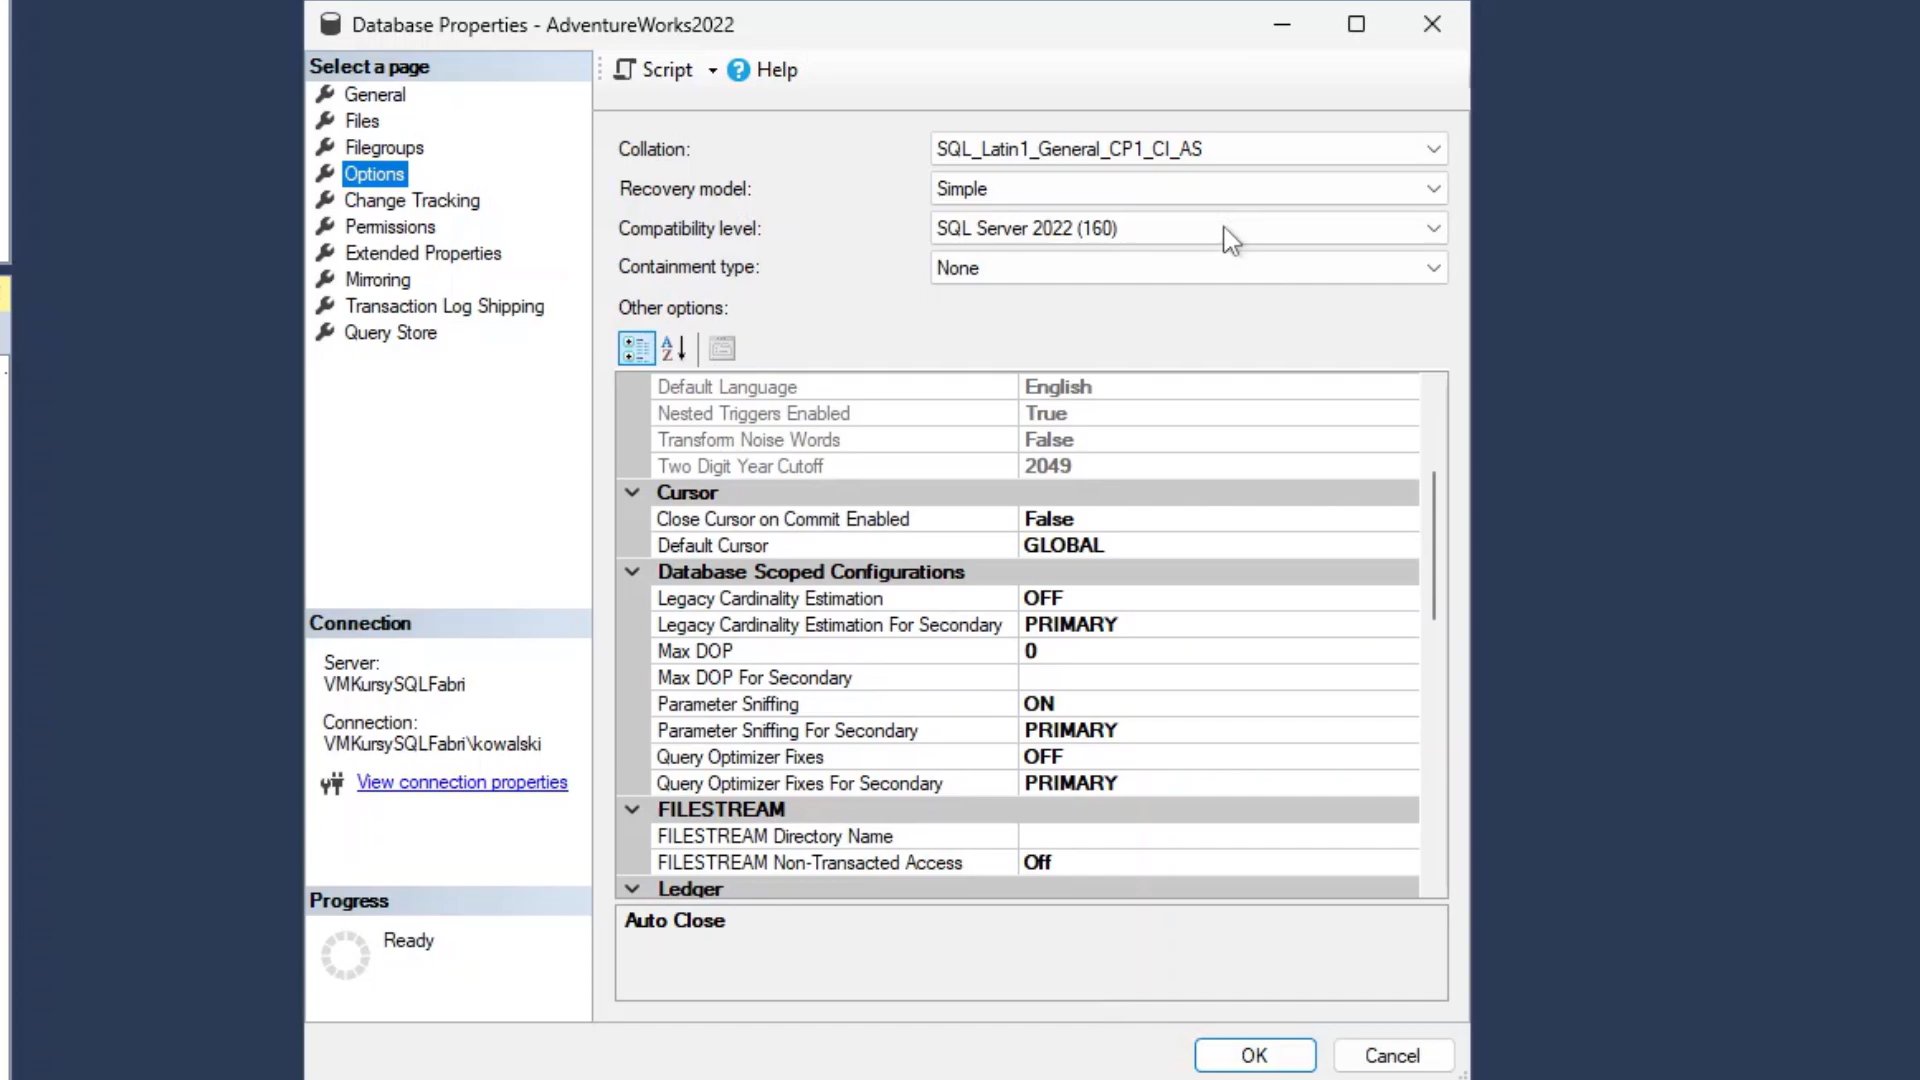 Database Properties - AdventureWorks2022
Select a page
General
Files
Filegroups
Options
Change Tracking
Permissions
Extended Properties
Mirroring
Transaction Log Shipping
Query Store
Connection
Server:
VMKursySQLFabri
Connection:
VMKursySQLFabri\kowalski
View connection properties
Progress
Ready
Script
Help
Collation: SQL_Latin1_General_CP1_CI_AS
Recovery model: Simple
Compatibility level: SQL Server 2022 (160)
Containment type: None
Other options:
Default Language English
Nested Triggers Enabled True
Transform Noise Words False
Two Digit Year Cutoff 2049
Cursor
Close Cursor on Commit Enabled False
Default Cursor GLOBAL
Database Scoped Configurations
Legacy Cardinality Estimation OFF
Legacy Cardinality Estimation For Secondary PRIMARY
Max DOP 0
Max DOP For Secondary
Parameter Sniffing ON
Parameter Sniffing For Secondary PRIMARY
Query Optimizer Fixes OFF
Query Optimizer Fixes For Secondary PRIMARY
FILESTREAM
FILESTREAM Directory Name
FILESTREAM Non-Transacted Access Off
Ledger
Auto Close
OK Cancel